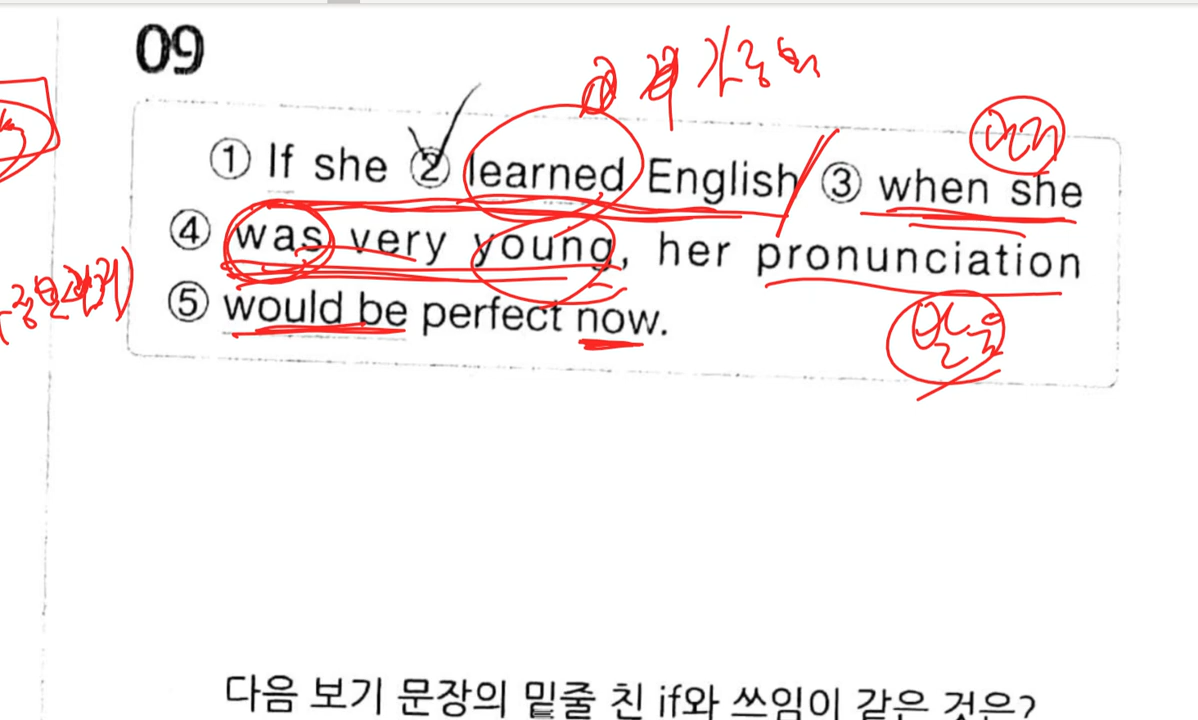 09
① If she ② learned English ③ when she
④ was very young, her pronunciation
⑤ would be perfect now.
발음
다음 보기 문장의 밑줄 친 if와 쓰임이 같은 것은?